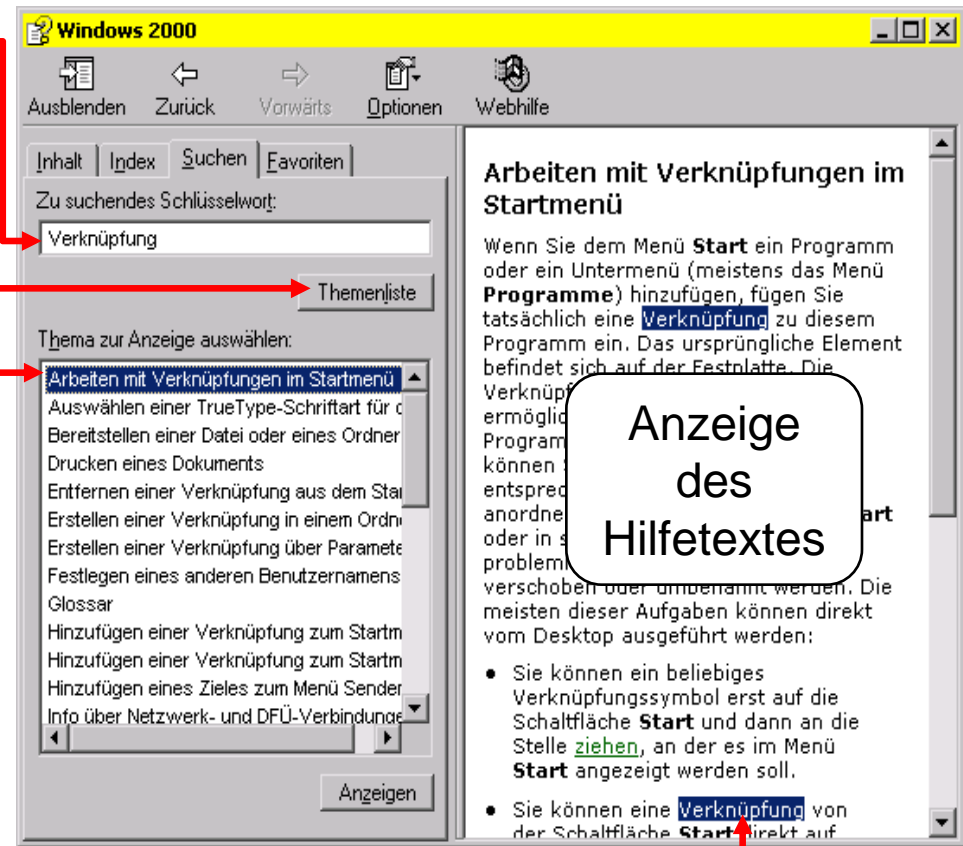 Windows 2000
Ausblenden Zurück Vorwärts Optionen Webhilfe
Inhalt Index Suchen Favoriten
Zu suchendes Schlüsselwort:
Verknüpfung
Themenliste
Thema zur Anzeige auswählen:
Arbeiten mit Verknüpfungen im Startmenü
Auswählen einer TrueType-Schriftart für
Bereitstellen einer Datei oder eines Ordner
Drucken eines Dokuments
Entfernen einer Verknüpfung aus dem Star
Erstellen einer Verknüpfung in einem Ordn
Erstellen einer Verknüpfung über Paramete
Festlegen eines anderen Benutzernamens
Glossar
Hinzufügen einer Verknüpfung zum Startm
Hinzufügen einer Verknüpfung zum Startm
Hinzufügen eines Zieles zum Menü Sender
Info über Netzwerk- und DFÜ-Verbindunge
Anzeigen
Arbeiten mit Verknüpfungen im
Startmenü
Wenn Sie dem Menü Start ein Programm
oder ein Untermenü (meistens das Menü
Programme) hinzufügen, fügen Sie
tatsächlich eine Verknüpfung zu diesem
Programm ein. Das ursprüngliche Element
befindet sich auf der Festplatte. Die
Verknüpf
ermöglic
Program
können
entsprec
anordne art
oder in s
probleml
verschoben oder umbenannt werden. Die
meisten dieser Aufgaben können direkt
vom Desktop ausgeführt werden:
Anzeige
des
Hilfetextes
• Sie können ein beliebiges
Verknüpfungssymbol erst auf die
Schaltfläche Start und dann an die
Stelle ziehen, an der es im Menü
Start angezeigt werden soll.
• Sie können eine Verknüpfung von
der Schaltfläche Start direkt auf